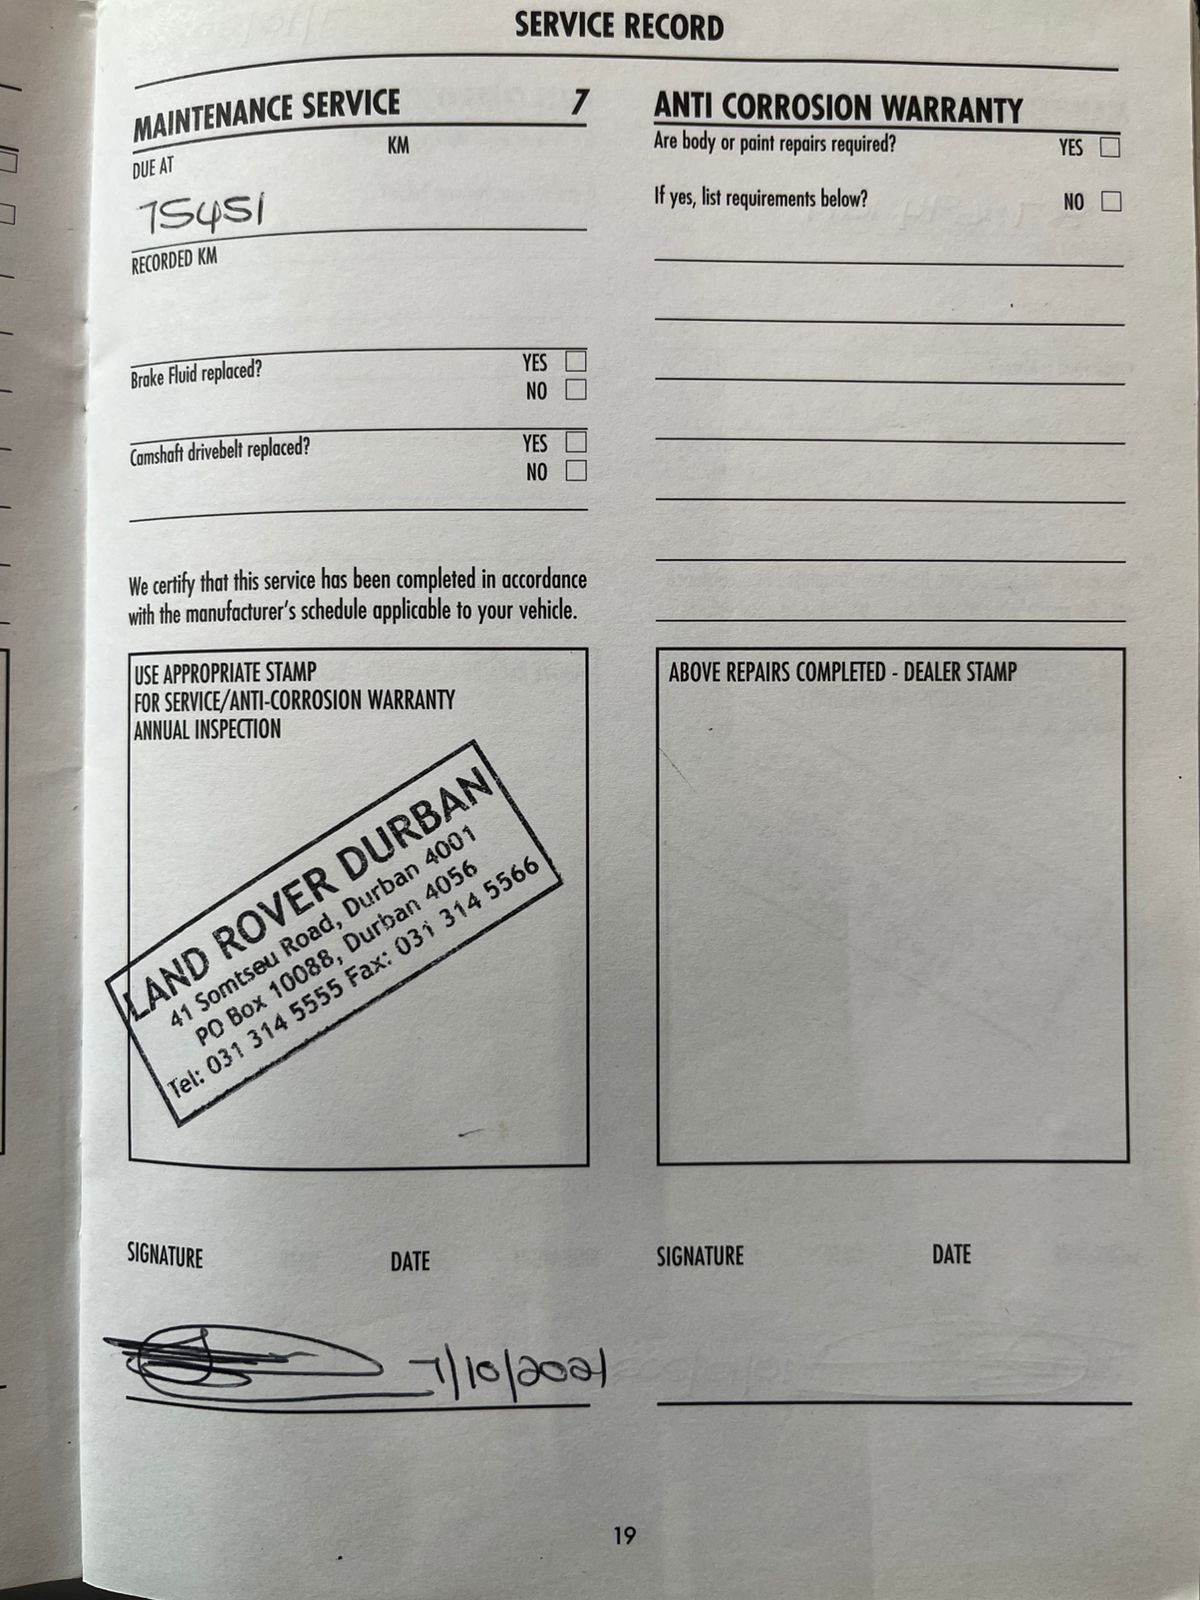 SERVICE RECORD
MAINTENANCE SERVICE 7
DUE AT KM
75451
RECORDED KM
Brake Fluid replaced? YES
NO
Camshaft drivebelt replaced? YES
NO
We certify that this service has been completed in accordance
with the manufacturer's schedule applicable to your vehicle.
USE APPROPRIATE STAMP
FOR SERVICE/ANTI-CORROSION WARRANTY
ANNUAL INSPECTION
LAND ROVER DURBAN
41 Somtseu Road, Durban 4001
PO Box 10088, Durban 4056
Tel: 031 314 5555 Fax: 031 314 5566
SIGNATURE DATE
7/10/2021
ANTI CORROSION WARRANTY
Are body or paint repairs required? YES
If yes, list requirements below? NO
ABOVE REPAIRS COMPLETED - DEALER STAMP
SIGNATURE DATE
19